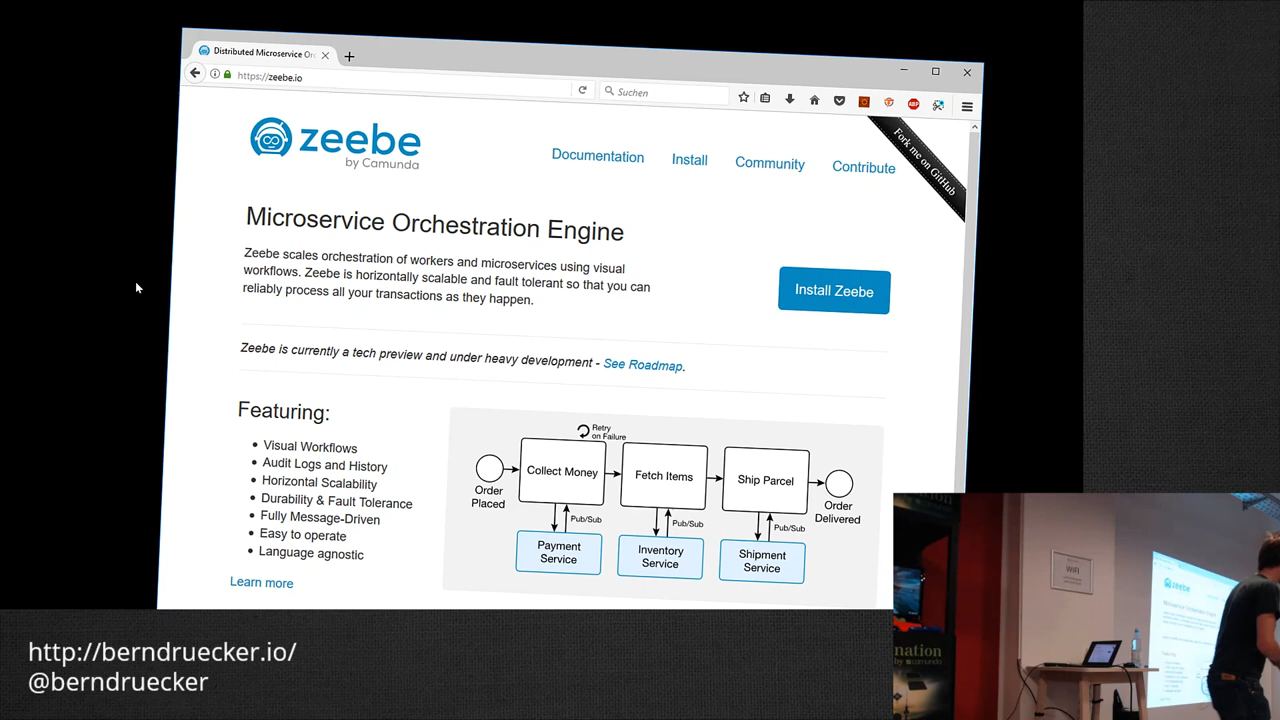 Distributed Microservice Or
https://zeebe.io
Suchen
ABP
zeebe
by Camunda
Documentation
Install
Community
Contribute
Fork me on GitHub
Microservice Orchestration Engine
Zeebe scales orchestration of workers and microservices using visual
workflows. Zeebe is horizontally scalable and fault tolerant so that you can
reliably process all your transactions as they happen.
Install Zeebe
Zeebe is currently a tech preview and under heavy development - See Roadmap.
Featuring:
Visual Workflows
Audit Logs and History
Horizontal Scalability
Durability & Fault Tolerance
Fully Message-Driven
Easy to operate
Language agnostic
Learn more
Retry
on Failure
Collect Money
Fetch Items
Ship Parcel
Order
Placed
Order
Delivered
Pub/Sub
Pub/Sub
Pub/Sub
Payment
Service
Inventory
Service
Shipment
Service
WIFI
zeebe
nation
by camunda
http://berndruecker.io/
@berndruecker